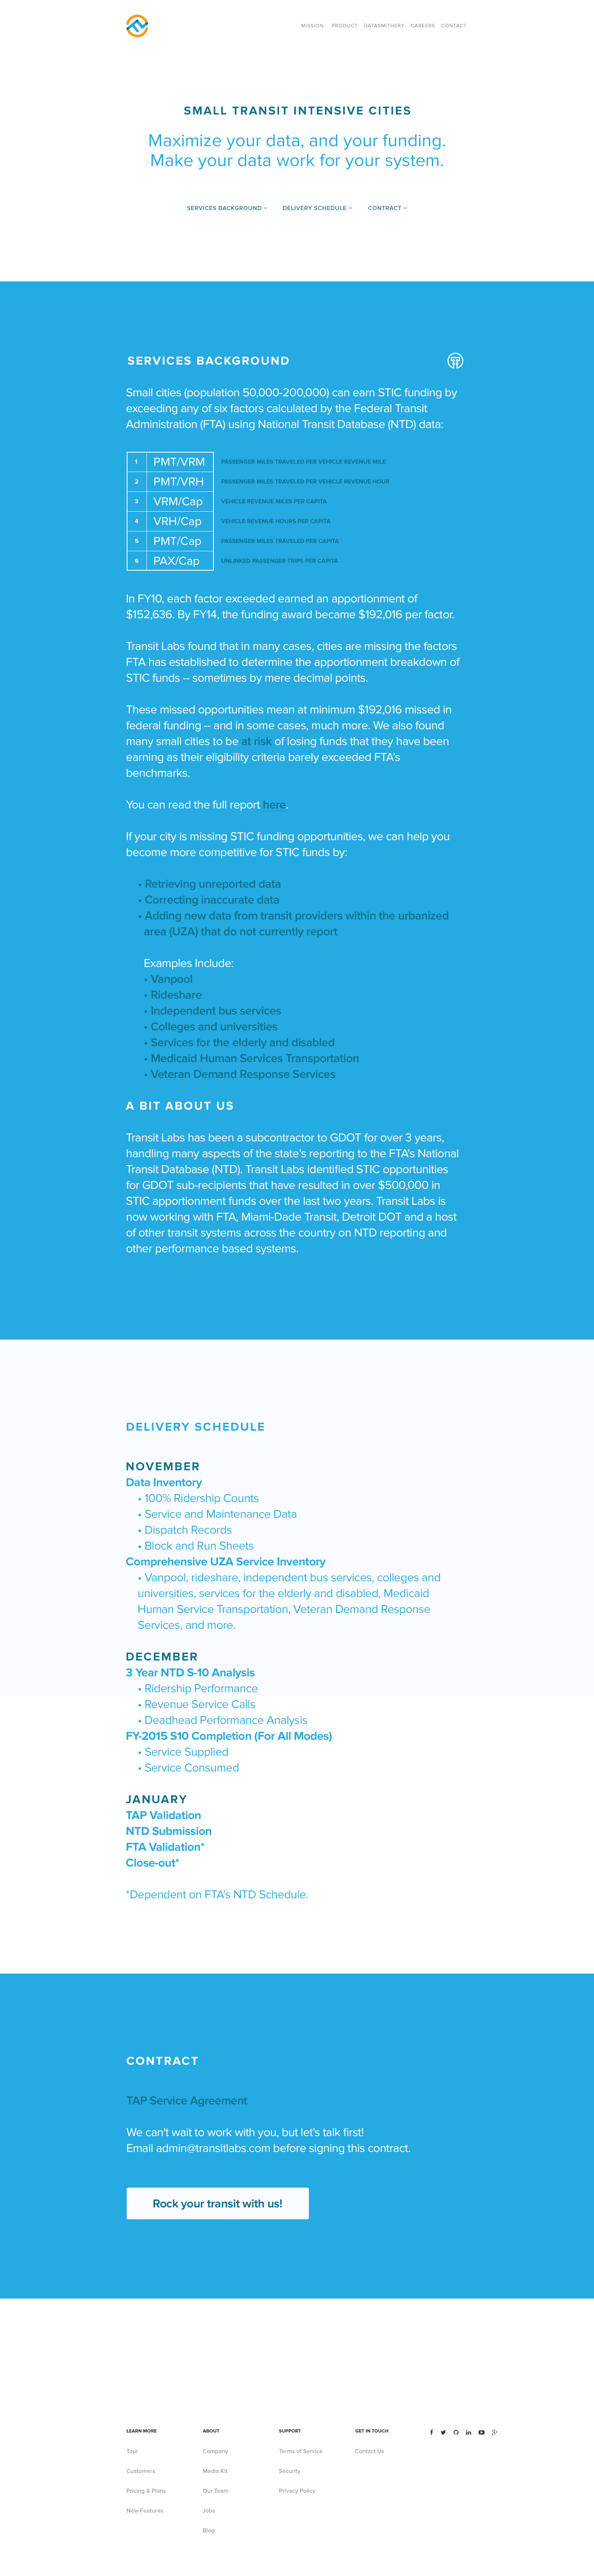 MISSION PRODUCT DATASMITHERY CAREERS CONTACT
SMALL TRANSIT INTENSIVE CITIES
Maximize your data, and your funding.
Make your data work for your system.
SERVICES BACKGROUND DELIVERY SCHEDULE CONTRACT
SERVICES BACKGROUND
Small cities (population 50,000-200,000) can earn STIC funding by
exceeding any of six factors calculated by the Federal Transit
Administration (FTA) using National Transit Database (NTD) data:
1 PMT/VRM PASSENGER MILES TRAVELED PER VEHICLE REVENUE MILE
2 PMT/VRH PASSENGER MILES TRAVELED PER VEHICLE REVENUE HOUR
3 VRM/Cap VEHICLE REVENUE MILES PER CAPITA
4 VRH/Cap VEHICLE REVENUE HOURS PER CAPITA
5 PMT/Cap PASSENGER MILES TRAVELED PER CAPITA
6 PAX/Cap UNLINKED PASSENGER TRIPS PER CAPITA
In FY10, each factor exceeded earned an apportionment of
$152,636. By FY14, the funding award became $192,016 per factor.
Transit Labs found that in many cases, cities are missing the factors
FTA has established to determine the apportionment breakdown of
STIC funds -- sometimes by mere decimal points.
These missed opportunities mean at minimum $192,016 missed in
federal funding -- and in some cases, much more. We also found
many small cities to be at risk of losing funds that they have been
earning as their eligibility criteria barely exceeded FTA's
benchmarks.
You can read the full report here.
If your city is missing STIC funding opportunities, we can help you
become more competitive for STIC funds by:
• Retrieving unreported data
• Correcting inaccurate data
• Adding new data from transit providers within the urbanized
area (UZA) that do not currently report
Examples Include:
• Vanpool
• Rideshare
• Independent bus services
• Colleges and universities
• Services for the elderly and disabled
• Medicaid Human Services Transportation
• Veteran Demand Response Services
A BIT ABOUT US
Transit Labs has been a subcontractor to GDOT for over 3 years,
handling many aspects of the state's reporting to the FTA's National
Transit Database (NTD). Transit Labs identified STIC opportunities
for GDOT sub-recipients that have resulted in over $500,000 in
STIC apportionment funds over the last two years. Transit Labs is
now working with FTA, Miami-Dade Transit, Detroit DOT and a host
of other transit systems across the country on NTD reporting and
other performance based systems.
DELIVERY SCHEDULE
NOVEMBER
Data Inventory
• 100% Ridership Counts
• Service and Maintenance Data
• Dispatch Records
• Block and Run Sheets
Comprehensive UZA Service Inventory
• Vanpool, rideshare, independent bus services, colleges and
universities, services for the elderly and disabled, Medicaid
Human Service Transportation, Veteran Demand Response
Services, and more.
DECEMBER
3 Year NTD S-10 Analysis
• Ridership Performance
• Revenue Service Calls
• Deadhead Performance Analysis
FY-2015 S10 Completion (For All Modes)
• Service Supplied
• Service Consumed
JANUARY
TAP Validation
NTD Submission
FTA Validation*
Close-out*
*Dependent on FTA's NTD Schedule.
CONTRACT
TAP Service Agreement
We can't wait to work with you, but let's talk first!
Email admin@transitlabs.com before signing this contract.
Rock your transit with us!
LEARN MORE ABOUT SUPPORT GET IN TOUCH
Tour Company Terms of Service Contact Us
Customers Media Kit Security
Pricing & Plans Our Team Privacy Policy
New Features Jobs
Blog